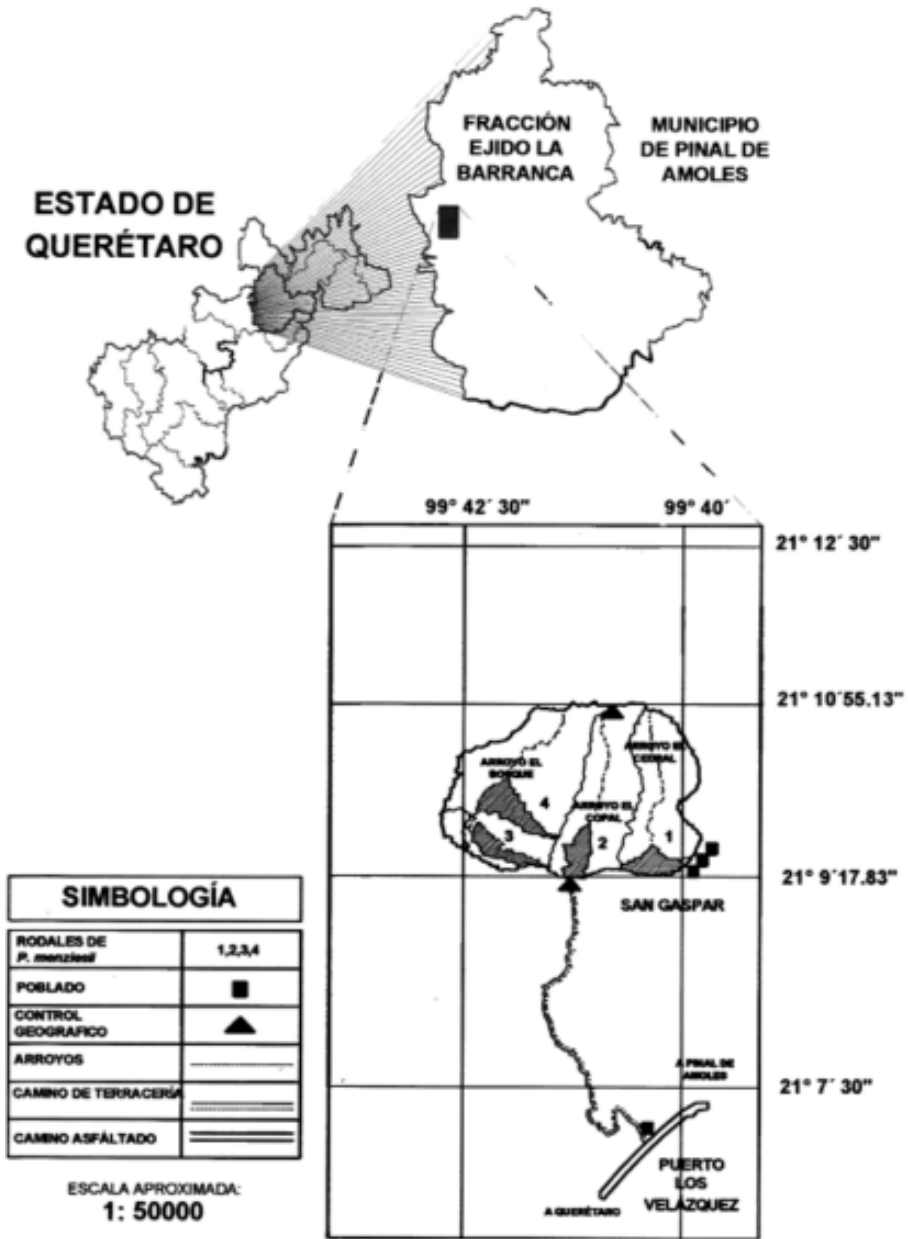 FRACCIÓN
EJIDO LA
BARRANCA
MUNICIPIO
DE PINAL DE
AMOLES
ESTADO DE
QUERÉTARO
99° 42´ 30"
99° 40´
21° 12´ 30"
21° 10´55.13"
ARROYO EL
CEDRAL
ARROYO EL
BOSQUE
4
ARROYO EL
COPAL
3
2
1
21° 9´17.83"
SAN GASPAR
21° 7´ 30"
A PINAL DE
AMOLES
PUERTO
LOS
VELÁZQUEZ
A QUERÉTARO
SIMBOLOGÍA
RODALES DE
P. menziesii
1,2,3,4
POBLADO
CONTROL
GEOGRAFICO
ARROYOS
CAMINO DE TERRACERÍA
CAMINO ASFÁLTADO
ESCALA APROXIMADA:
1: 50000